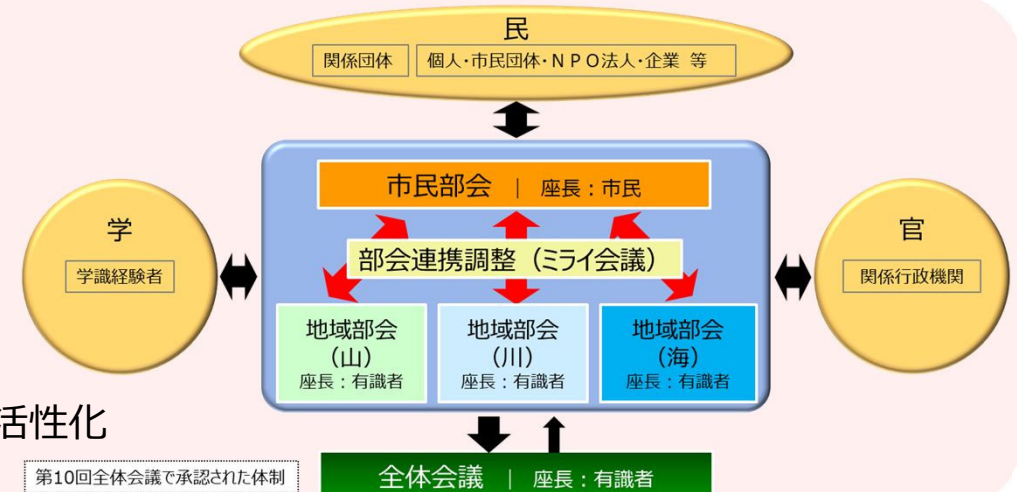 民
関係団体
個人・市民団体・ＮＰＯ法人・企業 等
市民部会 | 座長：市民
学
学識経験者
部会連携調整（ミライ会議）
官
関係行政機関
地域部会
（山）
座長：有識者
地域部会
（川）
座長：有識者
地域部会
（海）
座長：有識者
活性化
第10回全体会議で承認された体制
全体会議 | 座長：有識者